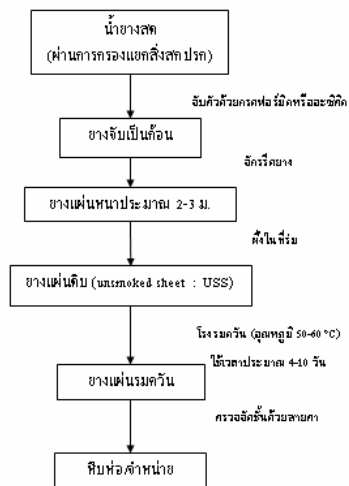 น้ำยางสด
(ผ่านการกรองแยกสิ่งสกปรก)
จับตัวด้วยกรดฟอร์มิคหรืออะซิติก
ยางจับเป็นก้อน
จักรรีดยาง
ยางแผ่นหนาประมาณ 2-3 ม.
ผึ่งในที่ร่ม
ยางแผ่นดิบ (unsmoked sheet : USS)
โรงรมควัน (อุณหภูมิ 50-60 °C)
ใช้เวลาประมาณ 4-10 วัน
ยางแผ่นรมควัน
ตรวจจัดชั้นด้วยสายตา
หีบห่อ/จำหน่าย